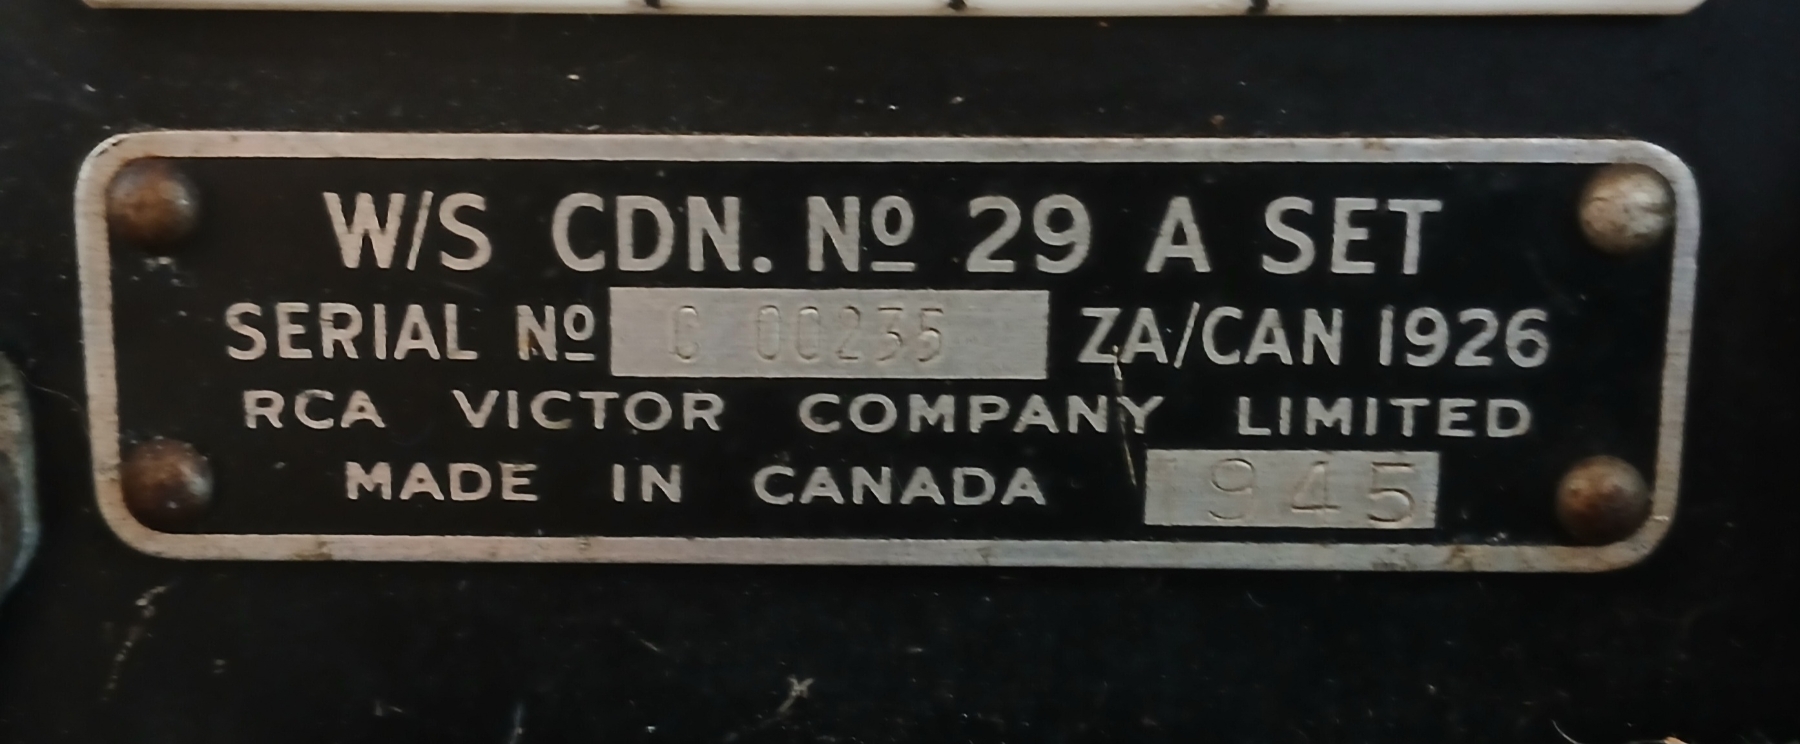 W/S CDN. Nº 29 A SET
SERIAL Nº C 00235 ZA/CAN 1926
RCA VICTOR COMPANY LIMITED
MADE IN CANADA 1945